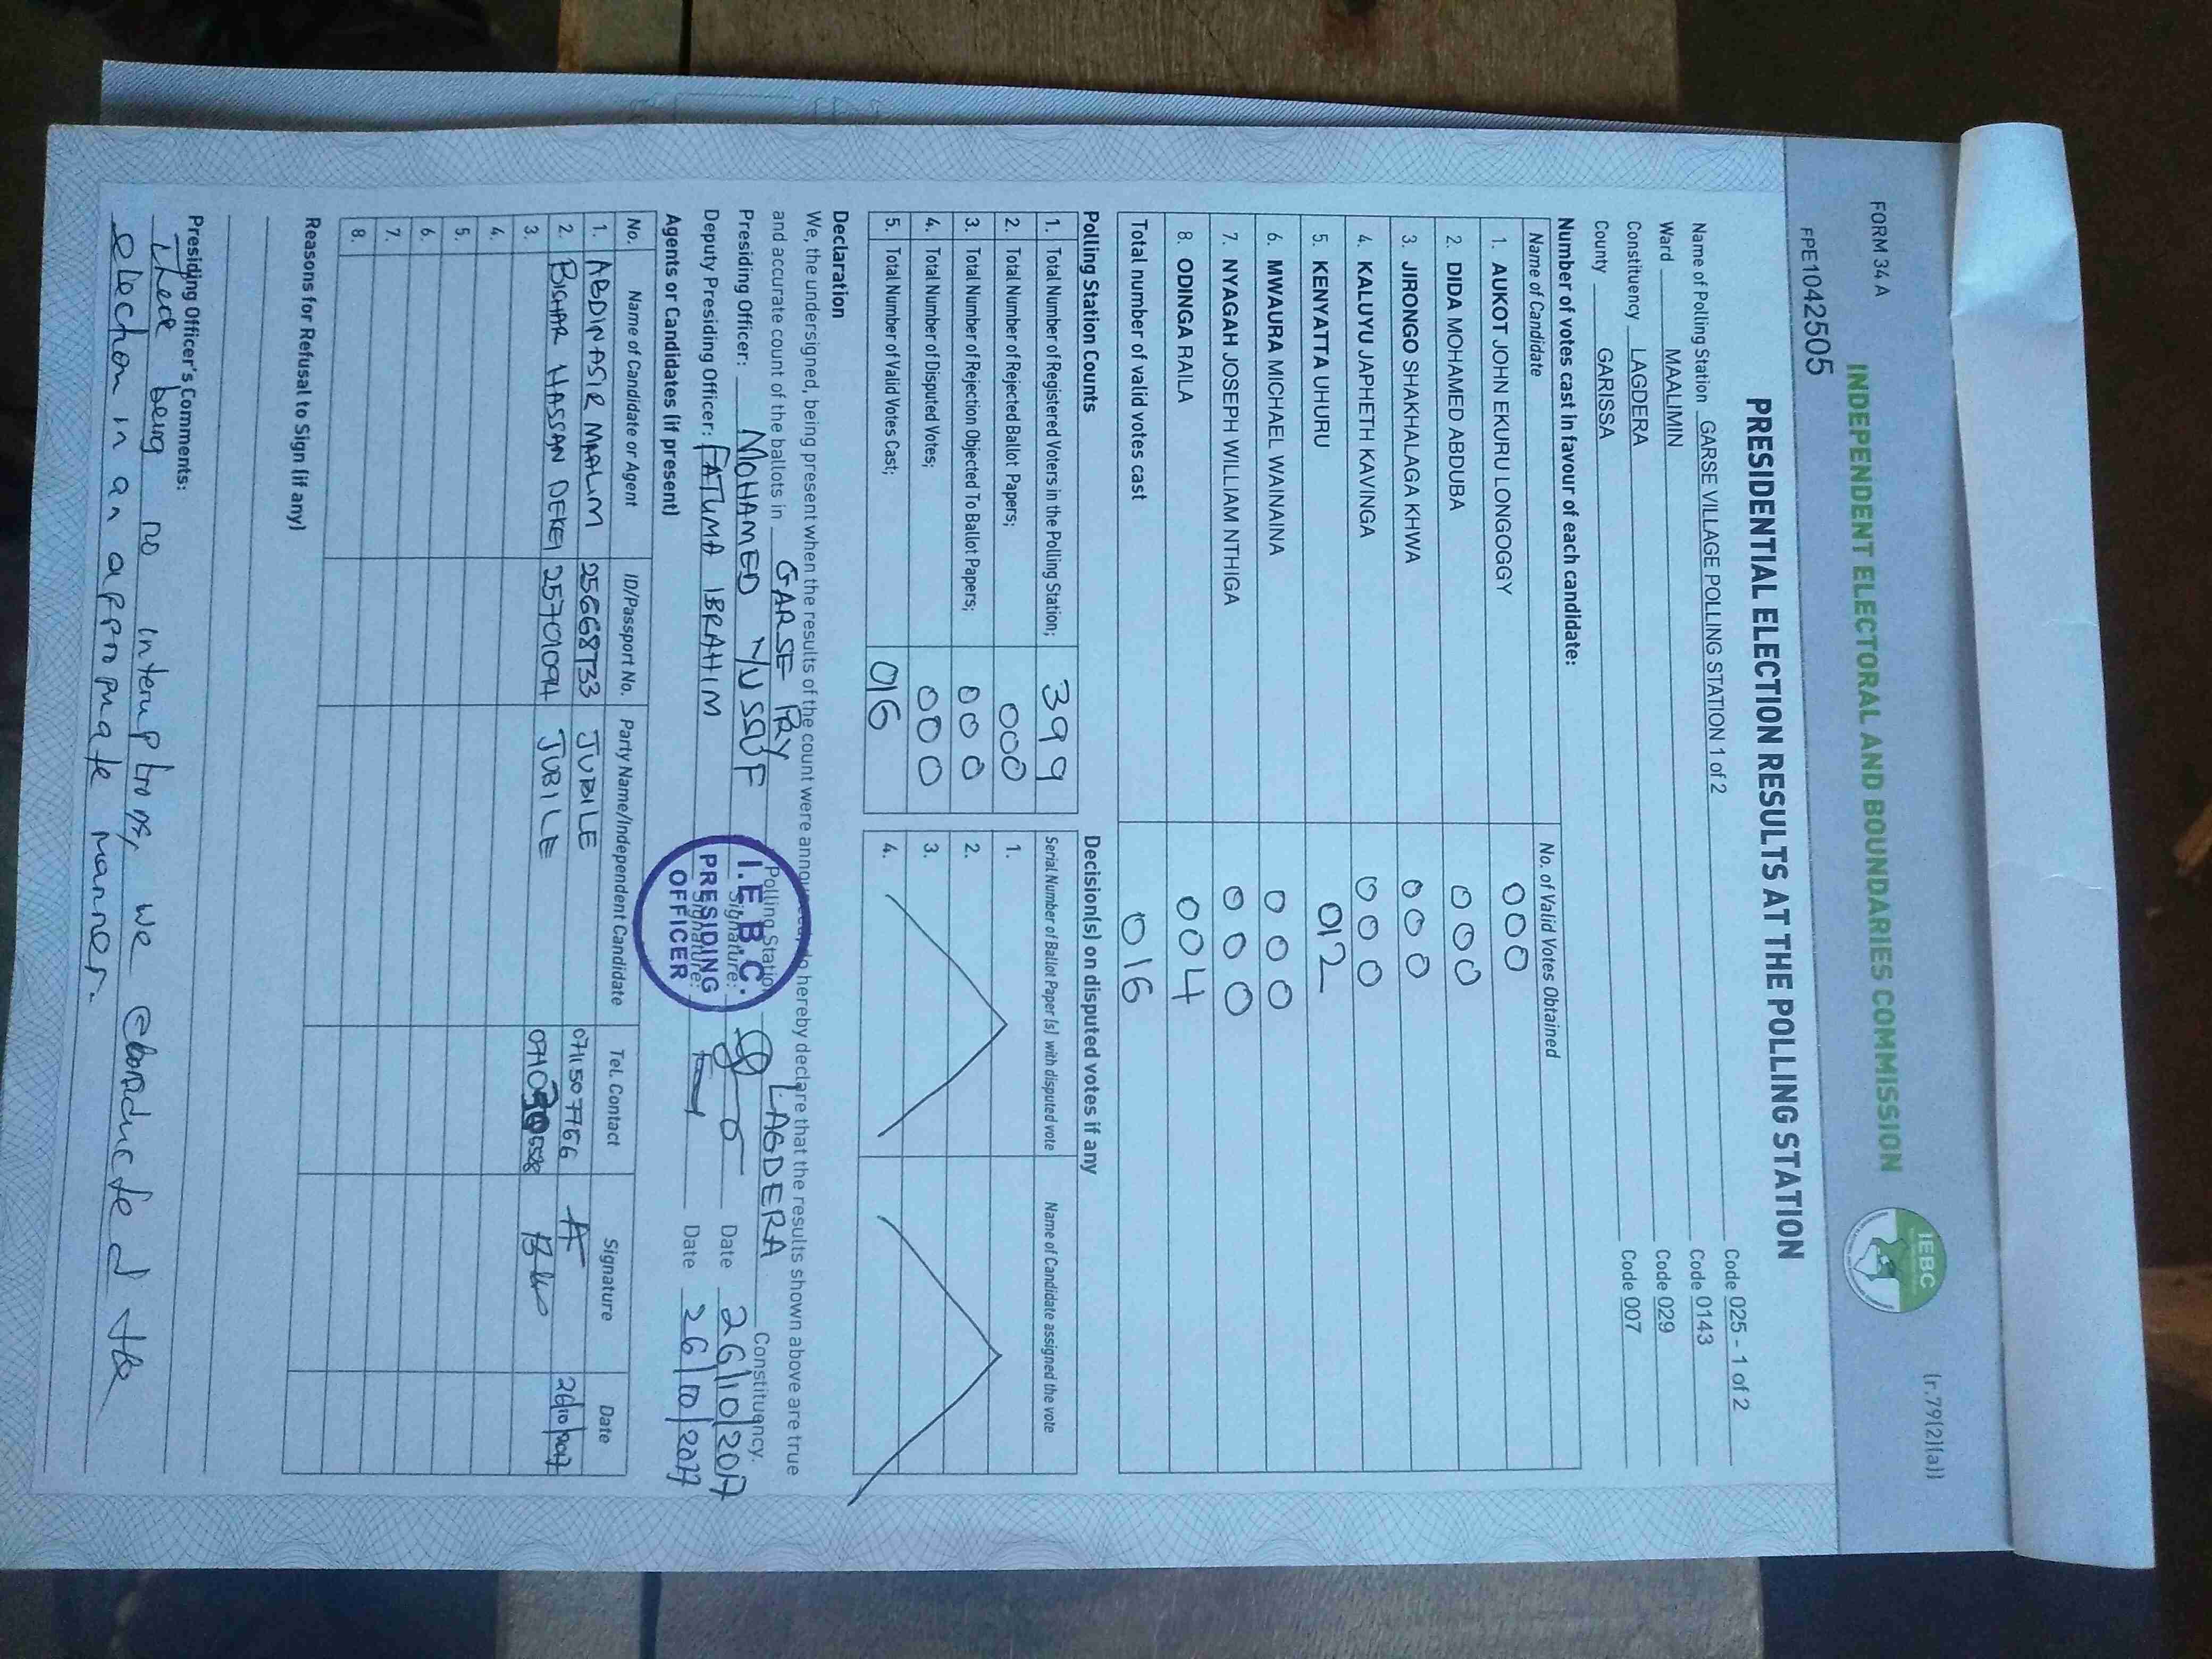 FORM 34 A
(r.79(2)(a))
INDEPENDENT ELECTORAL AND BOUNDARIES COMMISSION
IEBC
FPE1042505
PRESIDENTIAL ELECTION RESULTS AT THE POLLING STATION
Name of Polling Station GARSE VILLAGE POLLING STATION 1 of 2 Code 025 - 1 of 2
Ward MAALIMIN Code 0143
Constituency LAGDERA Code 029
County GARISSA Code 007
Number of votes cast in favour of each candidate:
Name of Candidate No. of Valid Votes Obtained
1. AUKOT JOHN EKURU LONGOGGY 000
2. DIDA MOHAMED ABDUBA 000
3. JIRONGO SHAKHALAGA KHWA 000
4. KALUYU JAPHETH KAVINGA 000
5. KENYATTA UHURU 012
6. MWAURA MICHAEL WAINAINA 000
7. NYAGAH JOSEPH WILLIAM NTHIGA 000
8. ODINGA RAILA 004
Total number of valid votes cast 016
Polling Station Counts Decision(s) on disputed votes if any
1. Total Number of Registered Voters in the Polling Station; 399 Serial Number of Ballot Paper (s) with disputed vote Name of Candidate assigned the vote
2. Total Number of Rejected Ballot Papers; 000 1.
3. Total Number of Rejection Objected To Ballot Papers; 000 2.
4. Total Number of Disputed Votes; 000 3.
5. Total Number of Valid Votes Cast; 016 4.
Declaration
We, the undersigned, being present when the results of the count were announced, do hereby declare that the results shown above are true
and accurate count of the ballots in GARSE PRY Polling Station LAGDERA Constituency.
Presiding Officer: MOHAMED YUSSUF Signature: Date 26/10/2017
Deputy Presiding Officer: FATUMA IBRAHIM Signature: Date 26/10/2017
I.E.B.C.
PRESIDING
OFFICER
Agents or Candidates (if present)
No. Name of Candidate or Agent ID/Passport No. Party Name/Independent Candidate Tel. Contact Signature Date
1. ABDINASIR MAALIM 25668733 JUBILE 071507766 A 26/10/2017
2. BISHAR HASSAN DEKEI 25701094 JUBILE
3.
4.
5.
6.
7.
8.
Reasons for Refusal to Sign (if any)
Presiding Officer's Comments:
There being no interruptions, we conducted the
election in an appropriate manner.